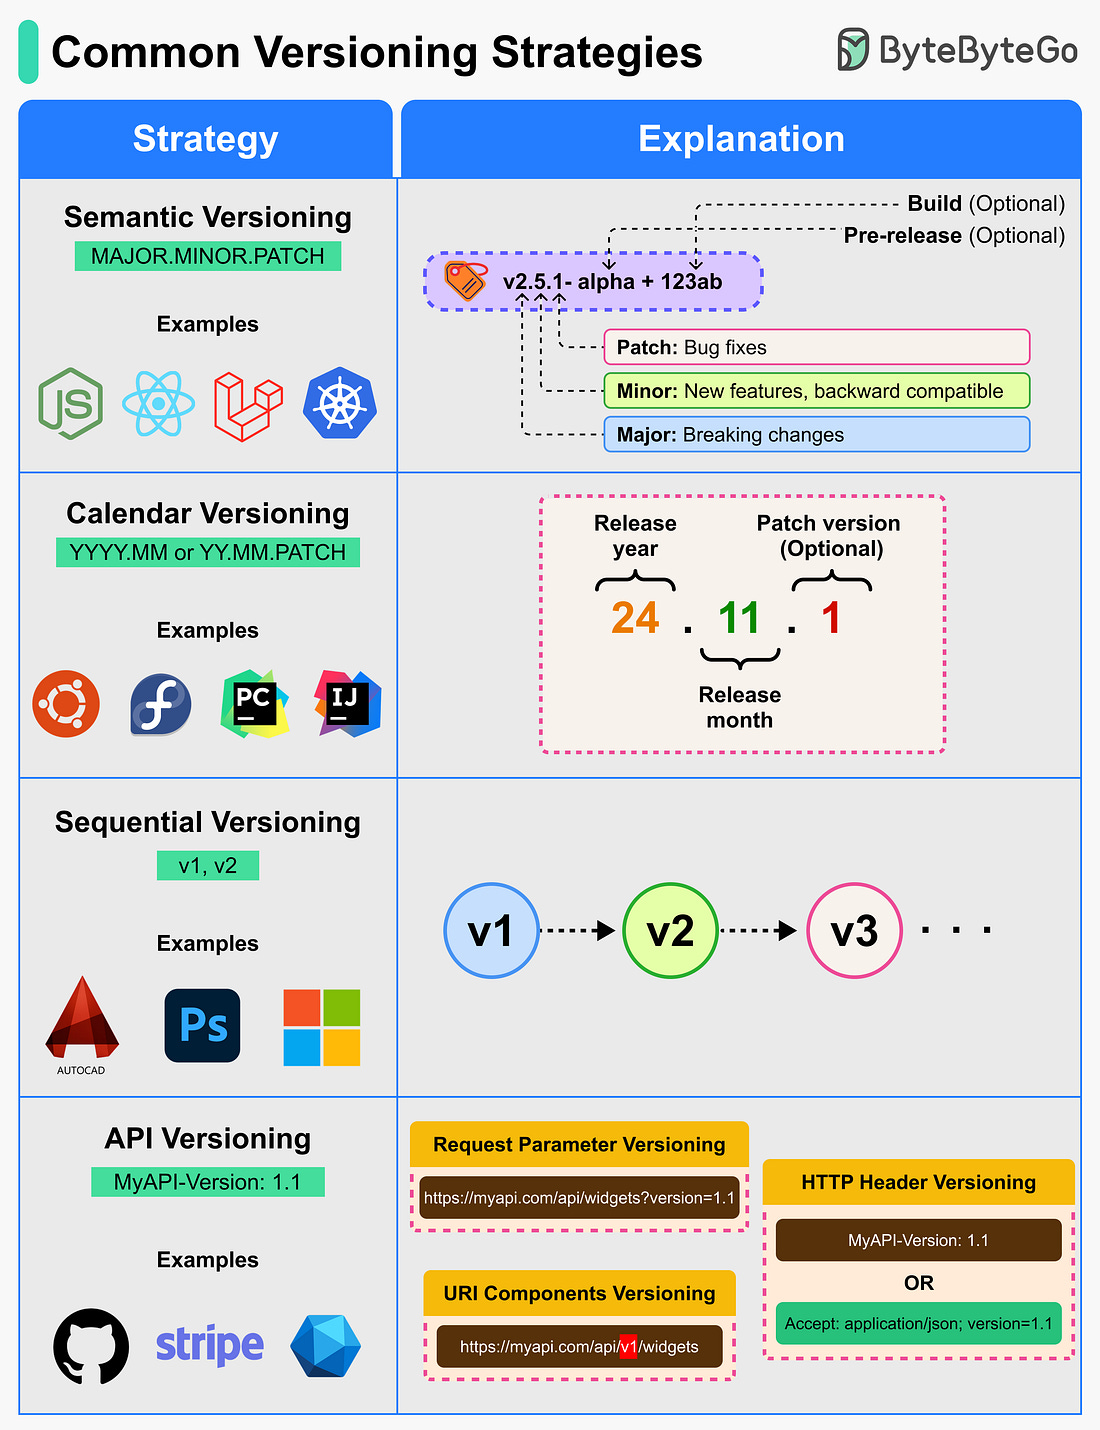 Common Versioning Strategies
ByteByteGo
Strategy
Explanation
Semantic Versioning
MAJOR.MINOR.PATCH
Examples
JS
Build (Optional)
Pre-release (Optional)
v2.5.1- alpha + 123ab
Patch: Bug fixes
Minor: New features, backward compatible
Major: Breaking changes
Calendar Versioning
YYYY.MM or YY.MM.PATCH
Examples
PC
IJ
Release
year
Patch version
(Optional)
24 . 11 . 1
Release
month
Sequential Versioning
v1, v2
Examples
AUTOCAD
Ps
v1
v2
v3
. . .
API Versioning
MyAPI-Version: 1.1
Examples
stripe
Request Parameter Versioning
https://myapi.com/api/widgets?version=1.1
URI Components Versioning
https://myapi.com/api/v1/widgets
HTTP Header Versioning
MyAPI-Version: 1.1
OR
Accept: application/json; version=1.1